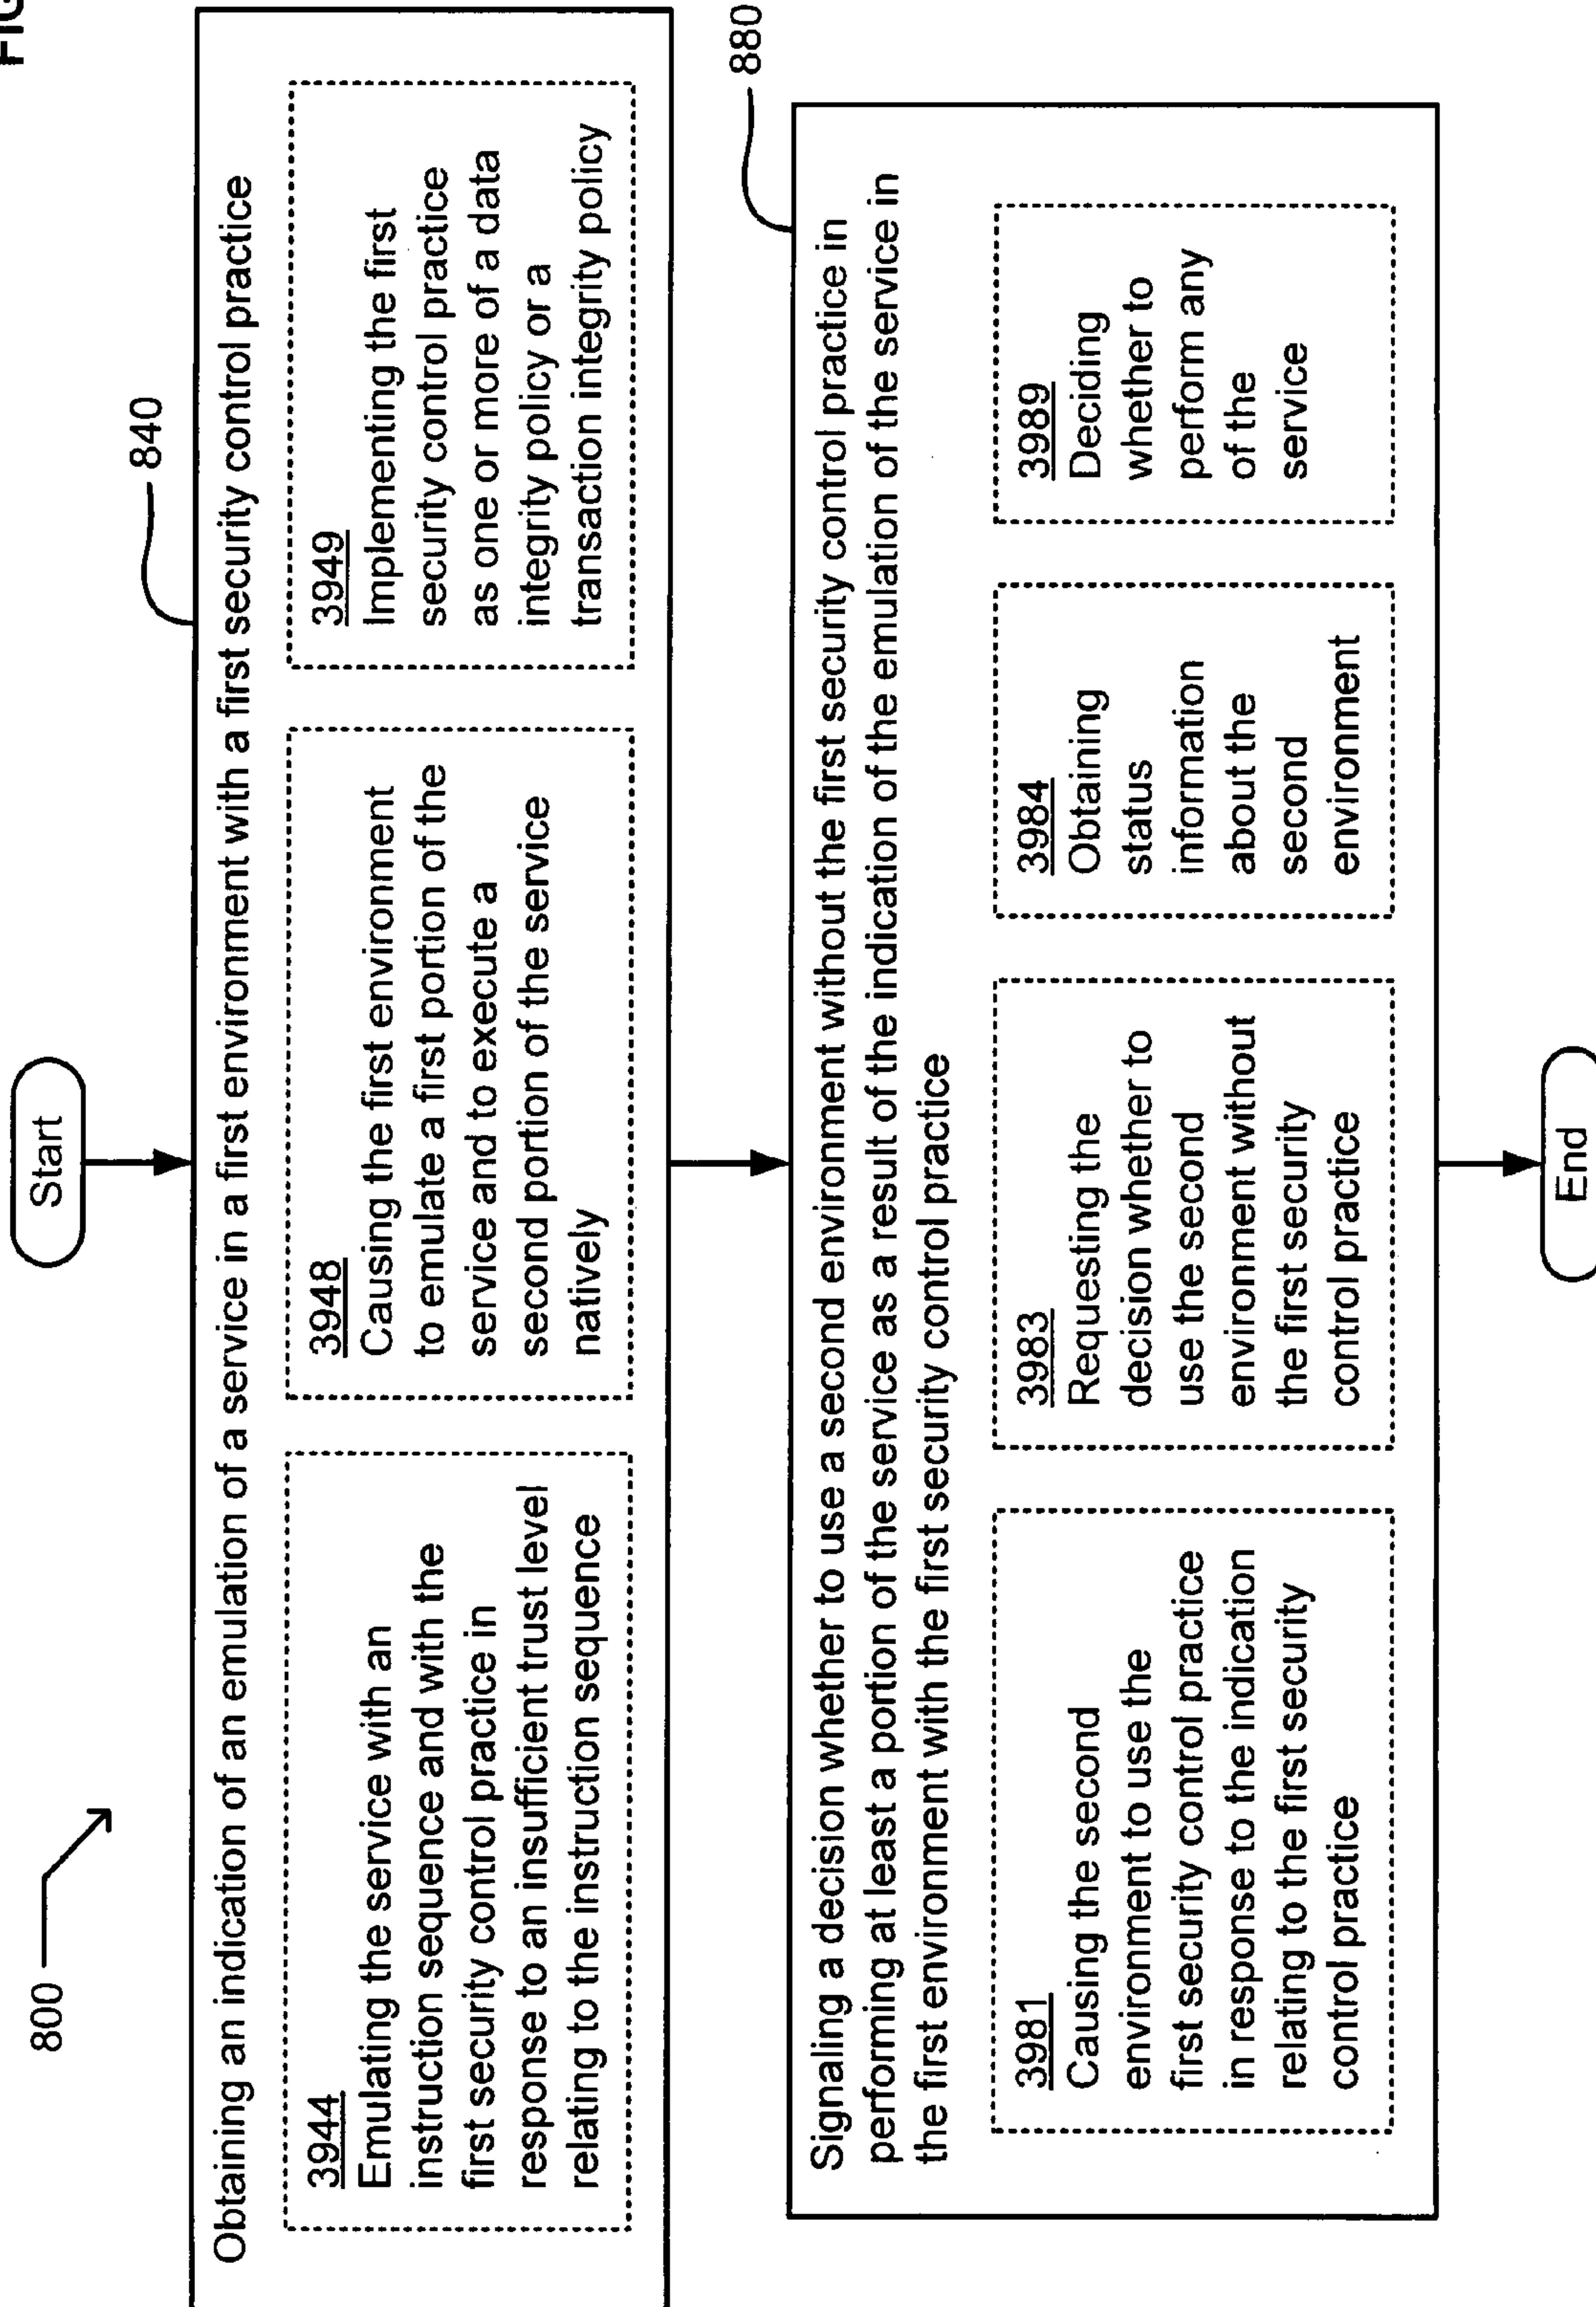 800
Start
840
Obtaining an indication of an emulation of a service in a first environment with a first security control practice
3944
Emulating the service with an
instruction sequence and with the
first security control practice in
response to an insufficient trust level
relating to the instruction sequence
3948
Causing the first environment
to emulate a first portion of the
service and to execute a
second portion of the service
natively
3949
Implementing the first
security control practice
as one or more of a data
integrity policy or a
transaction integrity policy
880
Signaling a decision whether to use a second environment without the first security control practice in
performing at least a portion of the service as a result of the indication of the emulation of the service in
the first environment with the first security control practice
3981
Causing the second
environment to use the
first security control practice
in response to the indication
relating to the first security
control practice
3983
Requesting the
decision whether to
use the second
environment without
the first security
control practice
3984
Obtaining
status
information
about the
second
environment
3989
Deciding
whether to
perform any
of the
service
End